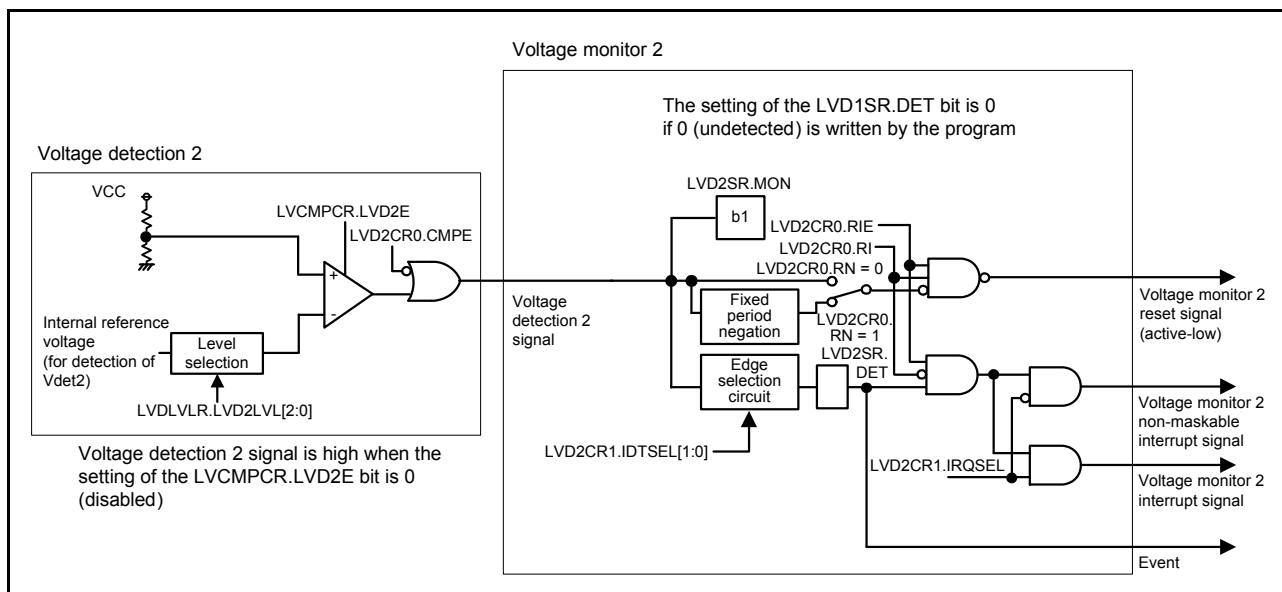 Voltage monitor 2
The setting of the LVD1SR.DET bit is 0
if 0 (undetected) is written by the program
Voltage detection 2
VCC
LVCMPCR.LVD2E
LVD2CR0.CMPE
+
-
Internal reference
voltage
(for detection of
Vdet2)
Level
selection
LVDLVLR.LVD2LVL[2:0]
Voltage detection 2 signal is high when the
setting of the LVCMPCR.LVD2E bit is 0
(disabled)
Voltage
detection 2
signal
LVD2SR.MON
b1
LVD2CR0.RIE
LVD2CR0.RI
LVD2CR0.RN = 0
Fixed
period
negation
LVD2CR0.
RN = 1
LVD2SR.
DET
Edge
selection
circuit
LVD2CR1.IDTSEL[1:0]
LVD2CR1.IRQSEL
Voltage monitor 2
reset signal
(active-low)
Voltage monitor 2
non-maskable
interrupt signal
Voltage monitor 2
interrupt signal
Event